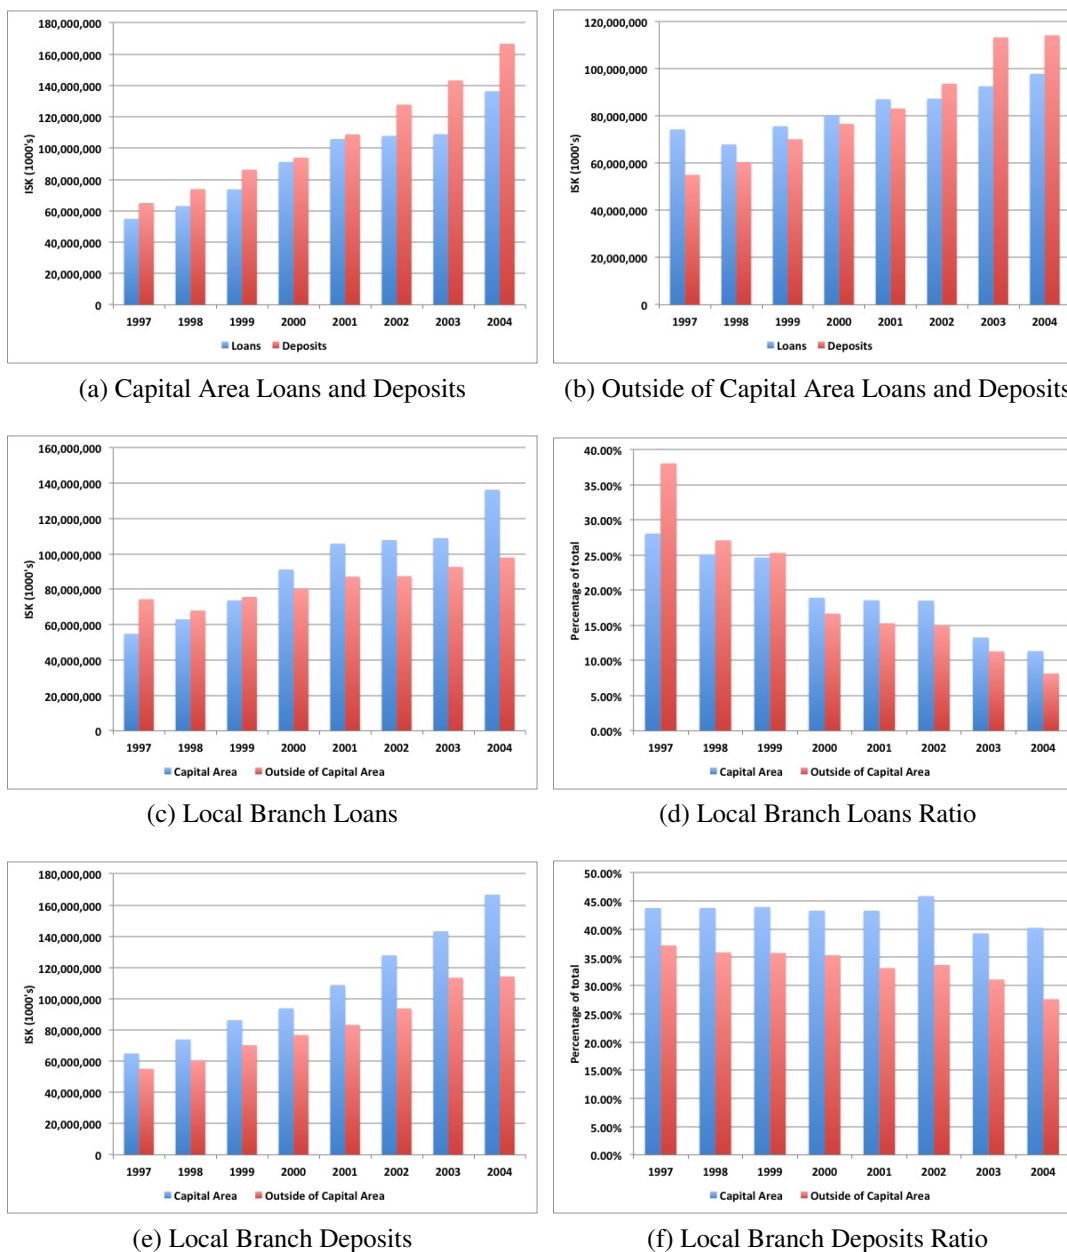 180,000,000
160,000,000
140,000,000
120,000,000
100,000,000
80,000,000
60,000,000
40,000,000
20,000,000
0
ISK (1000's)
1997 1998 1999 2000 2001 2002 2003 2004
Loans Deposits
(a) Capital Area Loans and Deposits
120,000,000
100,000,000
80,000,000
60,000,000
40,000,000
20,000,000
0
ISK (1000's)
1997 1998 1999 2000 2001 2002 2003 2004
Loans Deposits
(b) Outside of Capital Area Loans and Deposits
160,000,000
140,000,000
120,000,000
100,000,000
80,000,000
60,000,000
40,000,000
20,000,000
0
ISK (1000's)
1997 1998 1999 2000 2001 2002 2003 2004
Capital Area Outside of Capital Area
(c) Local Branch Loans
40.00%
35.00%
30.00%
25.00%
20.00%
15.00%
10.00%
5.00%
0.00%
Percentage of total
1997 1998 1999 2000 2001 2002 2003 2004
Capital Area Outside of Capital Area
(d) Local Branch Loans Ratio
180,000,000
160,000,000
140,000,000
120,000,000
100,000,000
80,000,000
60,000,000
40,000,000
20,000,000
0
ISK (1000's)
1997 1998 1999 2000 2001 2002 2003 2004
Capital Area Outside of Capital Area
(e) Local Branch Deposits
50.00%
45.00%
40.00%
35.00%
30.00%
25.00%
20.00%
15.00%
10.00%
5.00%
0.00%
Percentage of total
1997 1998 1999 2000 2001 2002 2003 2004
Capital Area Outside of Capital Area
(f) Local Branch Deposits Ratio